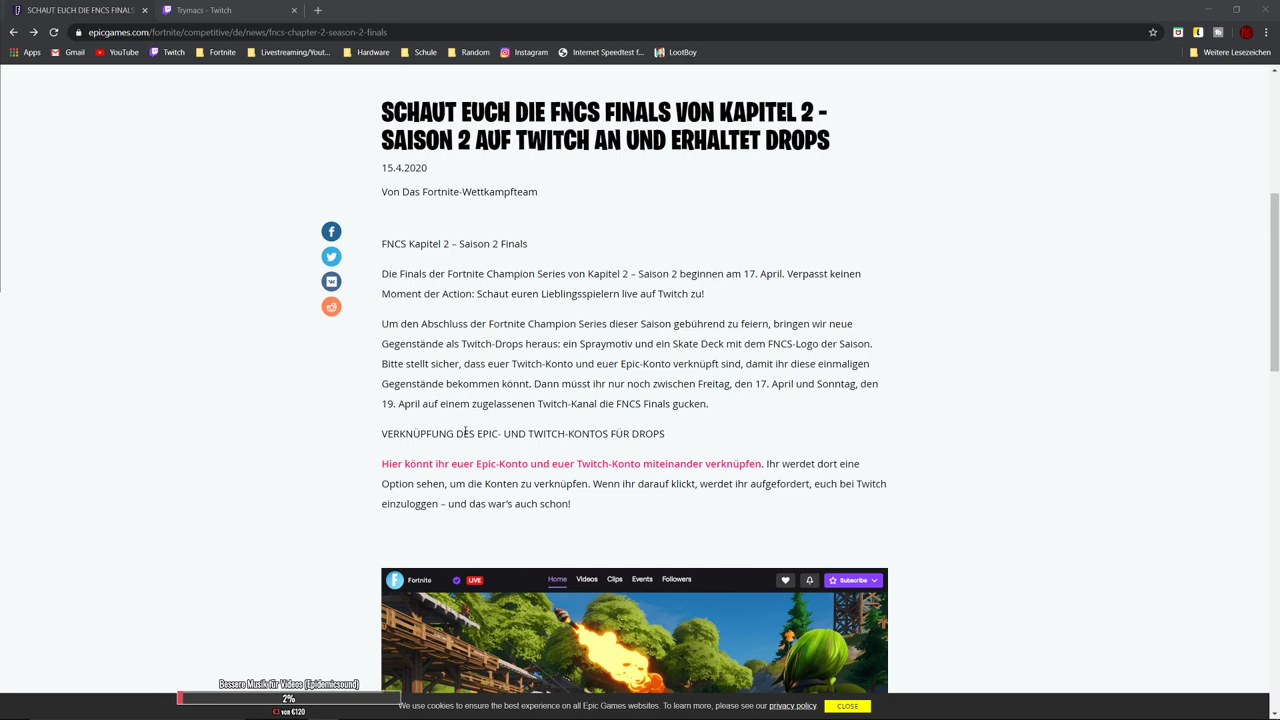 SCHAUT EUCH DIE FNCS FINALS
Trymacs - Twitch
epicgames.com/fortnite/competitive/de/news/fncs-chapter-2-season-2-finals
Apps Gmail YouTube Twitch Fortnite Livestreaming/Yout... Hardware Schule Random Instagram Internet Speedtest f... LootBoy Weitere Lesezeichen
SCHAUT EUCH DIE FNCS FINALS VON KAPITEL 2 -
SAISON 2 AUF TWITCH AN UND ERHALTET DROPS
15.4.2020
Von Das Fortnite-Wettkampfteam
FNCS Kapitel 2 – Saison 2 Finals
Die Finals der Fortnite Champion Series von Kapitel 2 – Saison 2 beginnen am 17. April. Verpasst keinen
Moment der Action: Schaut euren Lieblingsspielern live auf Twitch zu!
Um den Abschluss der Fortnite Champion Series dieser Saison gebührend zu feiern, bringen wir neue
Gegenstände als Twitch-Drops heraus: ein Spraymotiv und ein Skate Deck mit dem FNCS-Logo der Saison.
Bitte stellt sicher, dass euer Twitch-Konto und euer Epic-Konto verknüpft sind, damit ihr diese einmaligen
Gegenstände bekommen könnt. Dann müsst ihr nur noch zwischen Freitag, den 17. April und Sonntag, den
19. April auf einem zugelassenen Twitch-Kanal die FNCS Finals gucken.
VERKNÜPFUNG DES EPIC- UND TWITCH-KONTOS FÜR DROPS
Hier könnt ihr euer Epic-Konto und euer Twitch-Konto miteinander verknüpfen. Ihr werdet dort eine
Option sehen, um die Konten zu verknüpfen. Wenn ihr darauf klickt, werdet ihr aufgefordert, euch bei Twitch
einzuloggen – und das war's auch schon!
Fortnite LIVE Home Videos Clips Events Followers Subscribe
Bessere Musik für Videos (Epidemicsound)
2%
€3 von €120
We use cookies to ensure the best experience on all Epic Games websites. To learn more, please see our privacy policy. CLOSE